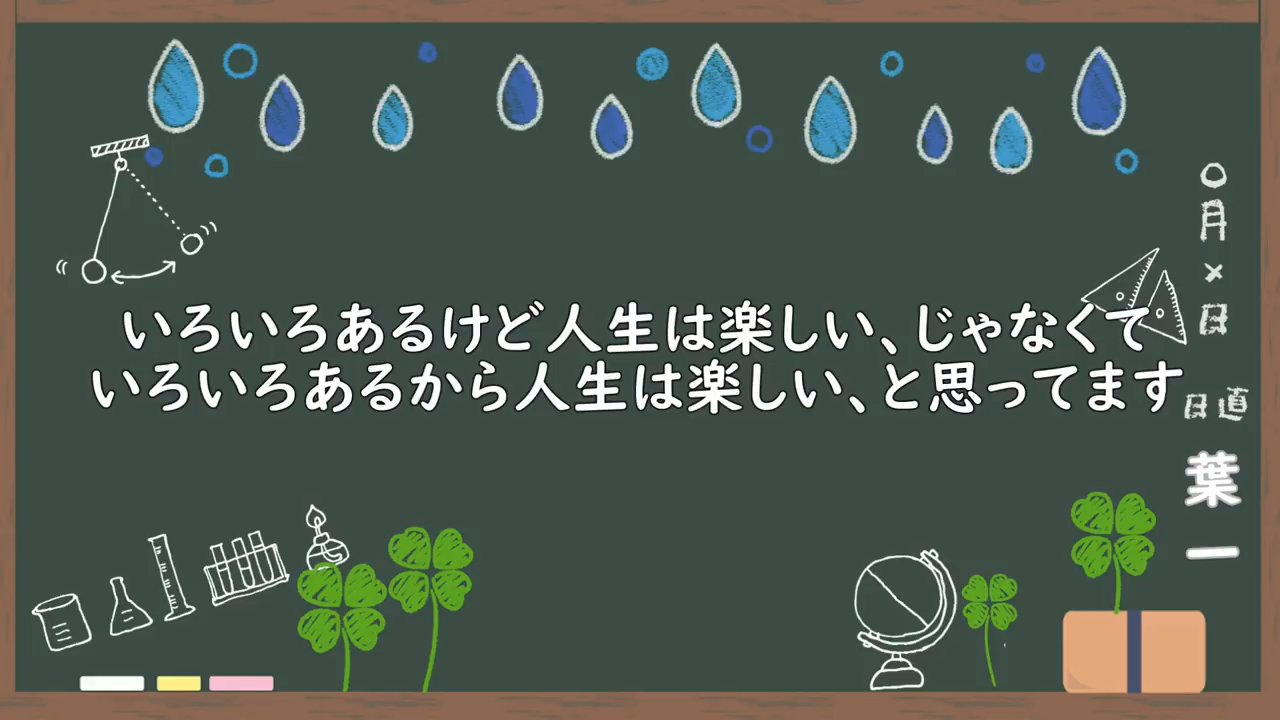 いろいろあるけど人生は楽しい、じゃなくて
いろいろあるから人生は楽しい、と思ってます
〇月×日
日直
葉一